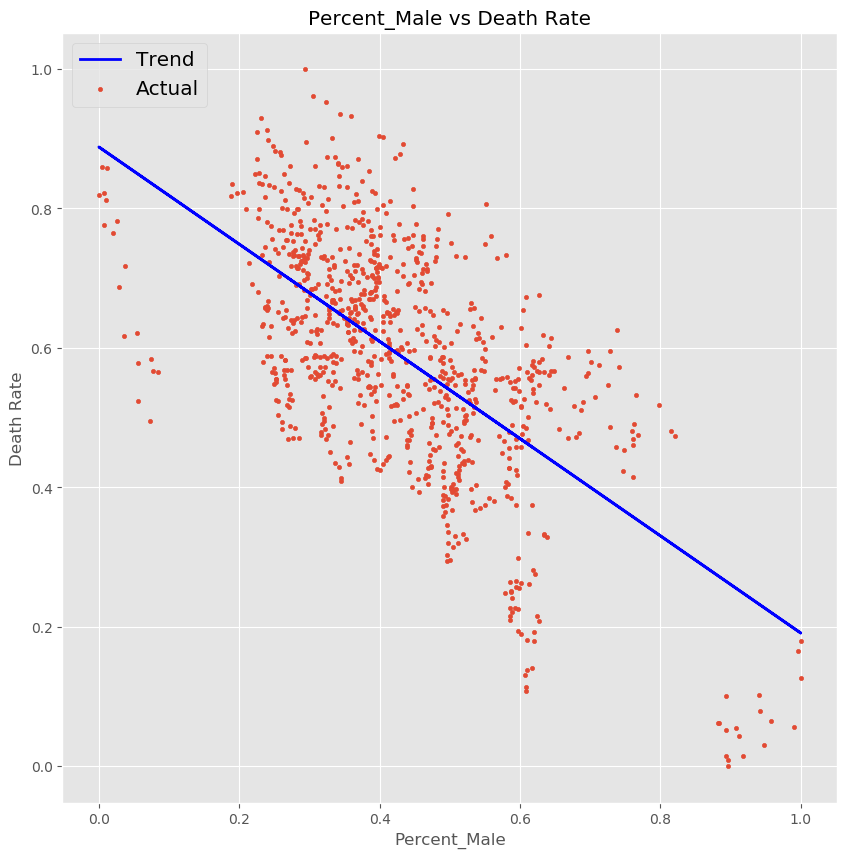 Percent_Male vs Death Rate
Trend
Actual
1.0
0.8
0.6
0.4
0.2
0.0
Death Rate
0.0 0.2 0.4 0.6 0.8 1.0
Percent_Male